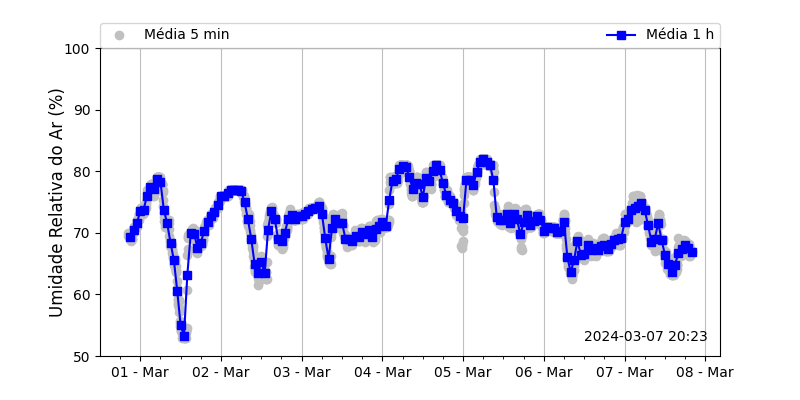 Média 5 min
Média 1 h
100
90
80
70
60
50
Umidade Relativa do Ar (%)
2024-03-07 20:23
01 - Mar
02 - Mar
03 - Mar
04 - Mar
05 - Mar
06 - Mar
07 - Mar
08 - Mar